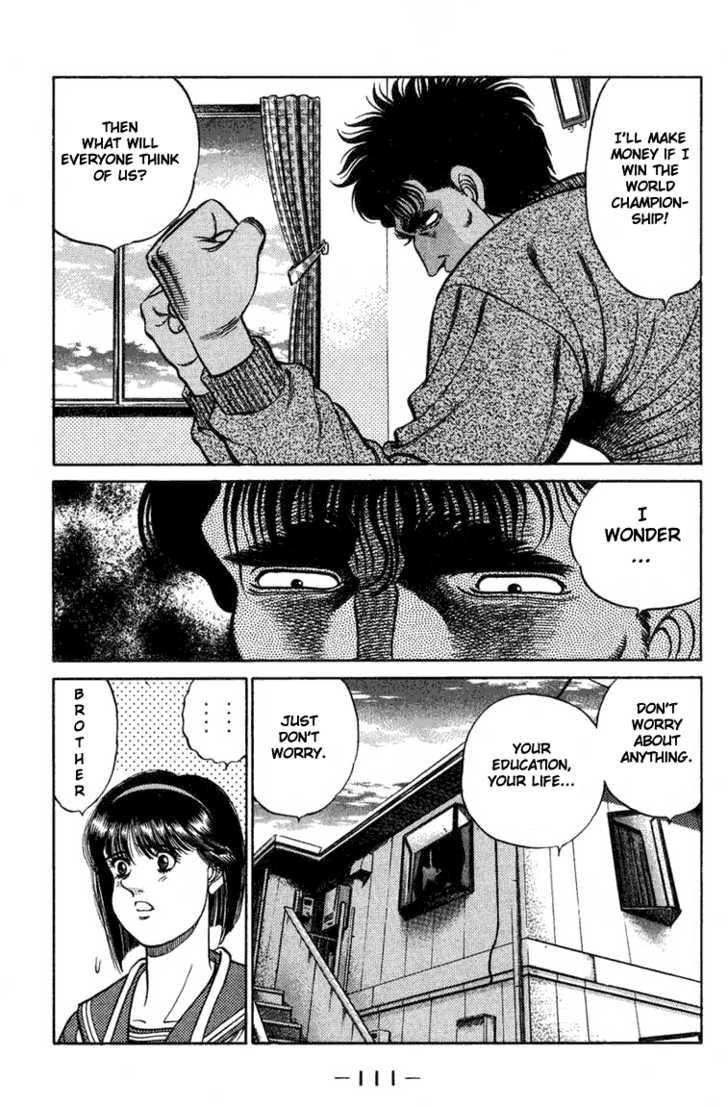 I'LL MAKE
MONEY IF I
WIN THE
WORLD
CHAMPION-
SHIP!
THEN
WHAT WILL
EVERYONE THINK
OF US?
I
WONDER
...
DON'T
WORRY
ABOUT
ANYTHING.
YOUR
EDUCATION,
YOUR LIFE...
JUST
DON'T
WORRY.
......
BROTHER
-111-